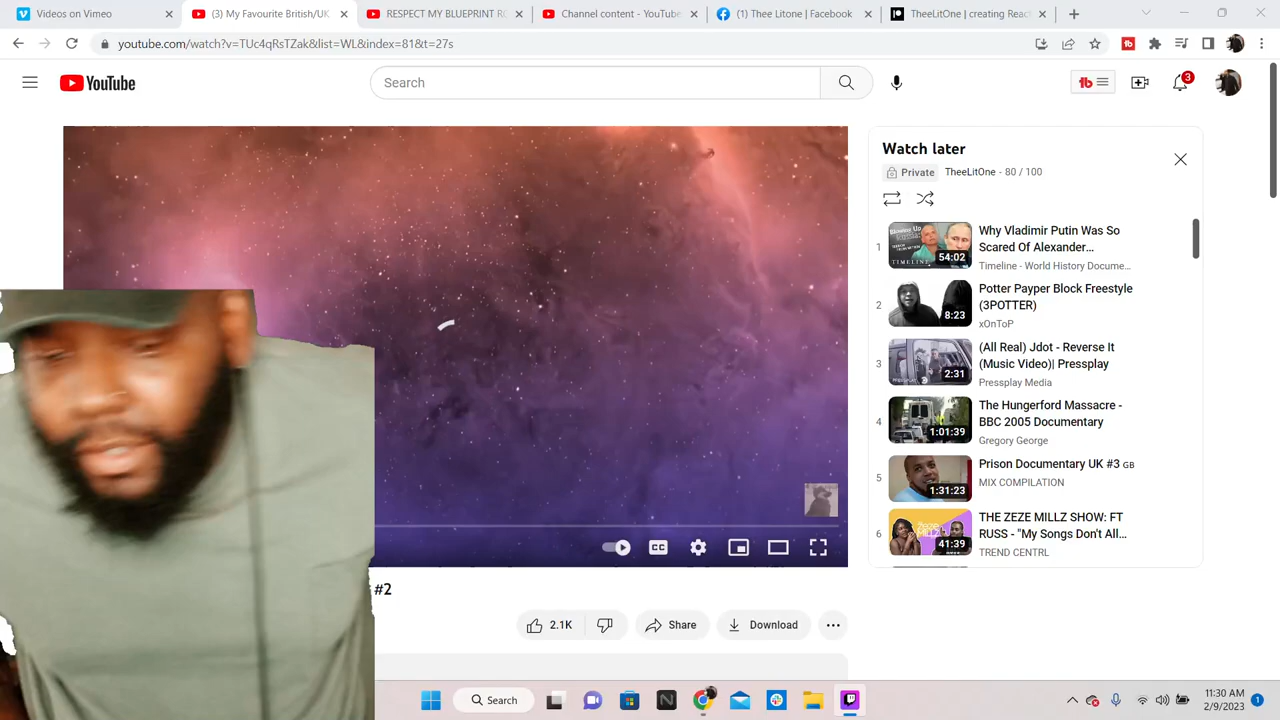 Videos on Vimeo
(3) My Favourite British/UK
RESPECT MY BLUEPRINT R
Channel content - YouTube
(1) Thee Litone | Facebook
TheeLitOne | creating Reac
youtube.com/watch?v=TUc4qRsTZak&list=WL&index=81&t=27s
YouTube
Search
3
Watch later
Private
TheeLitOne - 80 / 100
1
54:02
TIMELINE
Why Vladimir Putin Was So
Scared Of Alexander...
Timeline - World History Docume...
2
8:23
Potter Payper Block Freestyle
(3POTTER)
xOnToP
3
2:31
(All Real) Jdot - Reverse It
(Music Video)| Pressplay
Pressplay Media
4
1:01:39
The Hungerford Massacre -
BBC 2005 Documentary
Gregory George
5
1:31:23
Prison Documentary UK #3 GB
MIX COMPILATION
6
41:39
THE ZEZE MILLZ SHOW: FT
RUSS - "My Songs Don't All...
TREND CENTRL
CC
#2
2.1K
Share
Download
Search
11:30 AM
2/9/2023
1